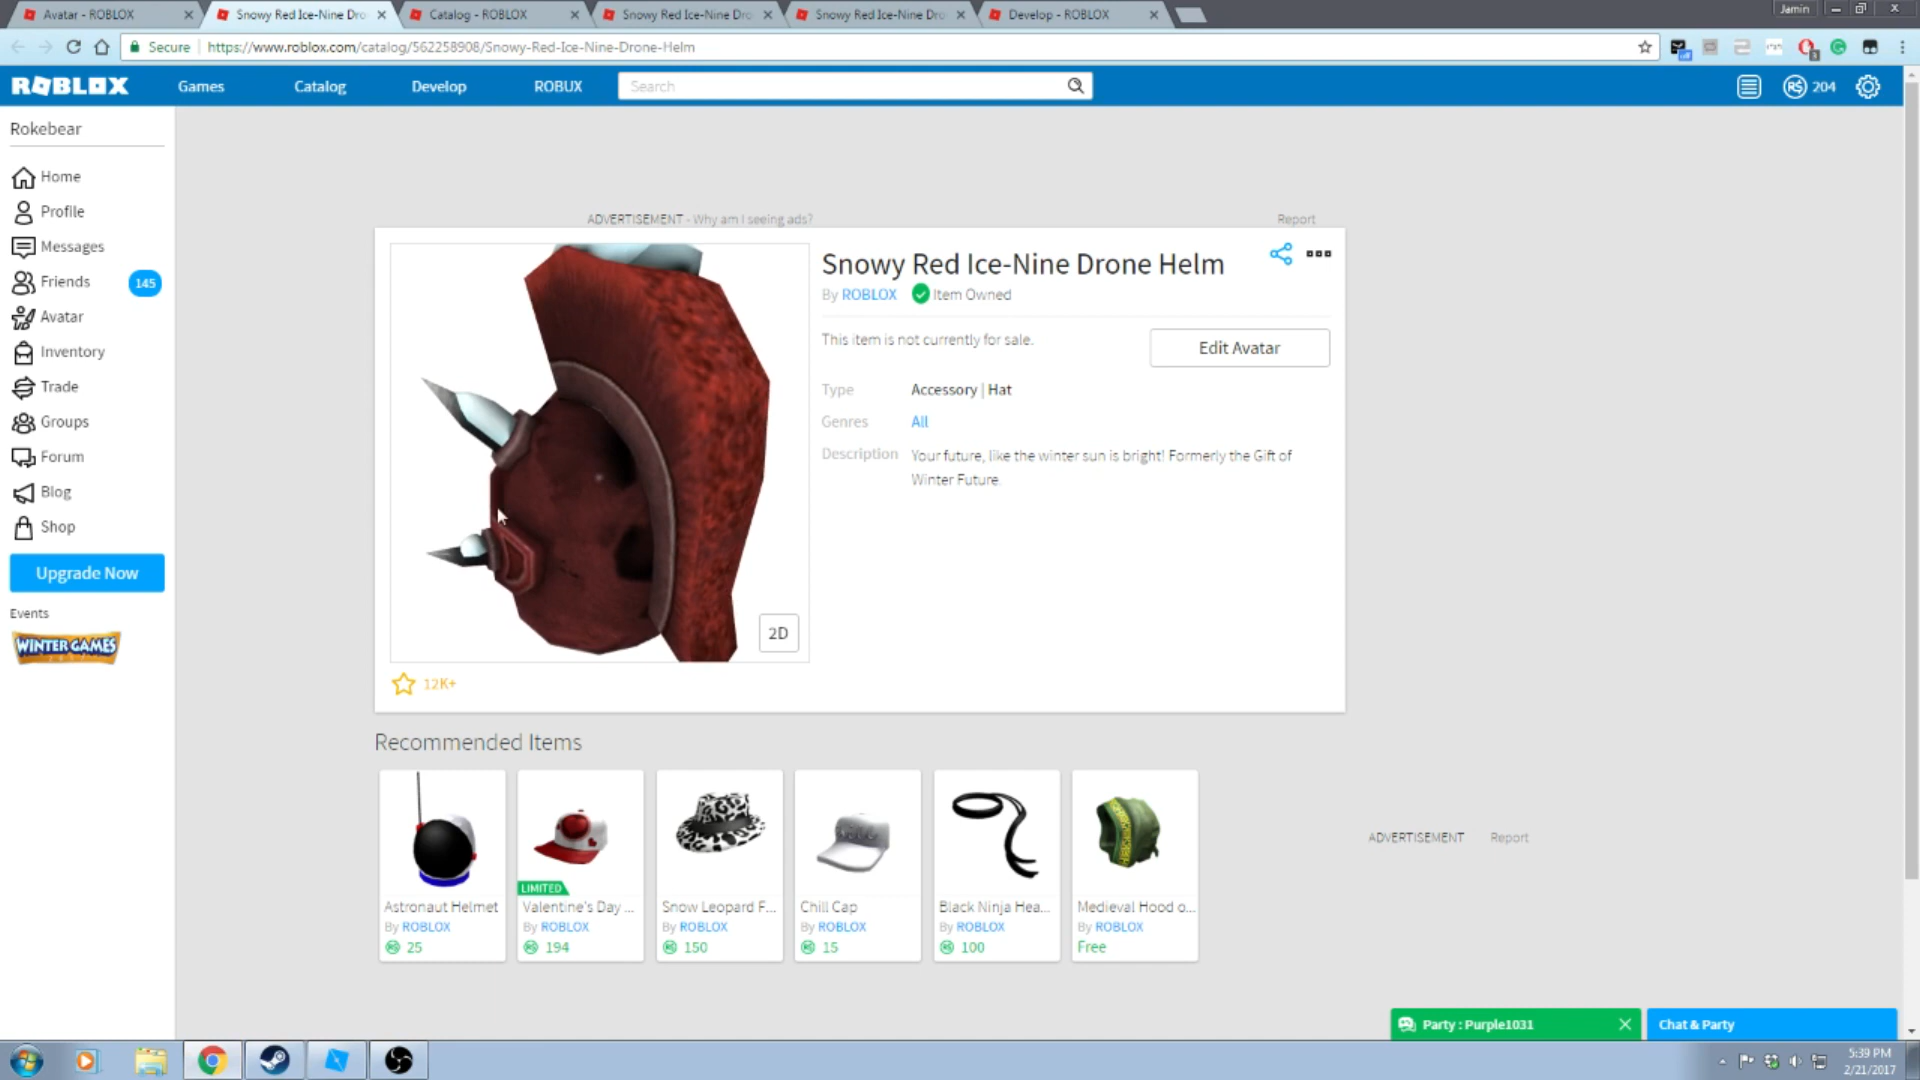 Avatar - ROBLOX
Snowy Red Ice-Nine Dro
Catalog - ROBLOX
Snowy Red Ice-Nine Dro
Snowy Red Ice-Nine Dro
Develop - ROBLOX
Jamin
Secure
https://www.roblox.com/catalog/562258908/Snowy-Red-Ice-Nine-Drone-Helm
ROBLOX
Games
Catalog
Develop
ROBUX
Search
R$ 204
Rokebear
Home
Profile
Messages
Friends 145
Avatar
Inventory
Trade
Groups
Forum
Blog
Shop
Upgrade Now
Events
WINTER GAMES
ADVERTISEMENT - Why am I seeing ads?
Report
Snowy Red Ice-Nine Drone Helm
By ROBLOX Item Owned
This item is not currently for sale.
Edit Avatar
Type Accessory | Hat
Genres All
Description Your future, like the winter sun is bright! Formerly the Gift of
Winter Future.
2D
12K+
Recommended Items
LIMITED
Astronaut Helmet
By ROBLOX
R$ 25
Valentine's Day ...
By ROBLOX
R$ 194
Snow Leopard F...
By ROBLOX
R$ 150
Chill Cap
By ROBLOX
R$ 15
Black Ninja Hea...
By ROBLOX
R$ 100
Medieval Hood o...
By ROBLOX
Free
ADVERTISEMENT
Report
Party : Purple1031
Chat & Party
5:39 PM
2/21/2017